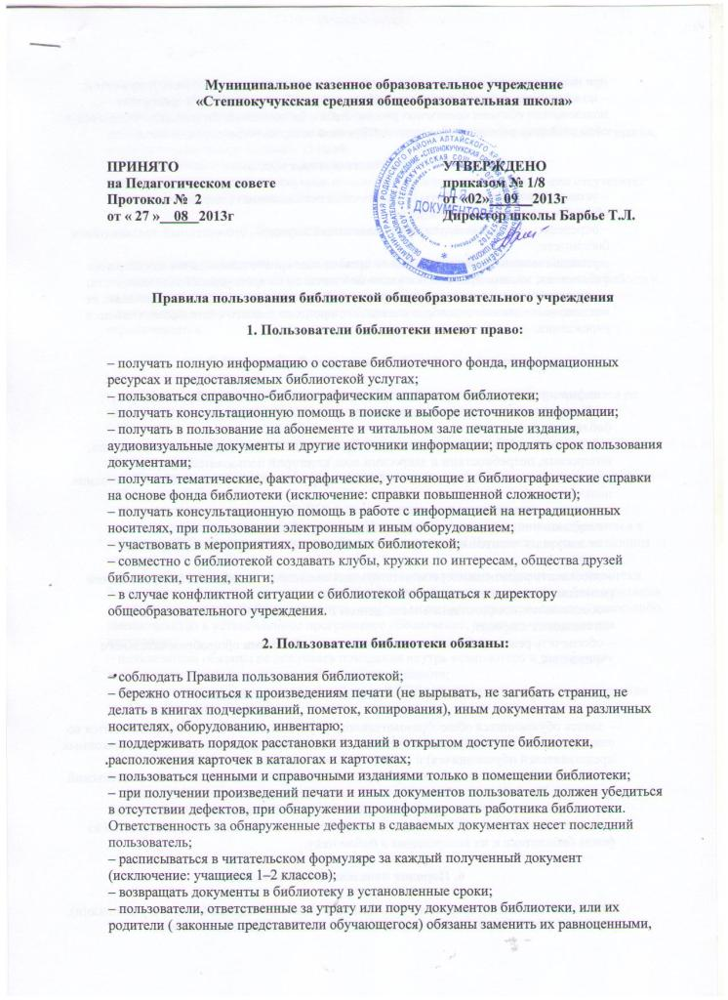 Муниципальное казенное образовательное учреждение
«Степнокучукская средняя общеобразовательная школа»
ПРИНЯТО
на Педагогическом совете
Протокол № 2
от « 27 »__08__2013г
УТВЕРЖДЕНО
приказом № 1/8
от «02»__09__2013г
Директор школы Барбье Т.Л.
ДЛЯ
ДОКУМЕНТОВ
Правила пользования библиотекой общеобразовательного учреждения
1. Пользователи библиотеки имеют право:
– получать полную информацию о составе библиотечного фонда, информационных
ресурсах и предоставляемых библиотекой услугах;
– пользоваться справочно-библиографическим аппаратом библиотеки;
– получать консультационную помощь в поиске и выборе источников информации;
– получать в пользование на абонементе и читальном зале печатные издания,
аудиовизуальные документы и другие источники информации; продлять срок пользования
документами;
– получать тематические, фактографические, уточняющие и библиографические справки
на основе фонда библиотеки (исключение: справки повышенной сложности);
– получать консультационную помощь в работе с информацией на нетрадиционных
носителях, при пользовании электронным и иным оборудованием;
– участвовать в мероприятиях, проводимых библиотекой;
– совместно с библиотекой создавать клубы, кружки по интересам, общества друзей
библиотеки, чтения, книги;
– в случае конфликтной ситуации с библиотекой обращаться к директору
общеобразовательного учреждения.
2. Пользователи библиотеки обязаны:
– соблюдать Правила пользования библиотекой;
– бережно относиться к произведениям печати (не вырывать, не загибать страниц, не
делать в книгах подчеркиваний, пометок, копирования), иным документам на различных
носителях, оборудованию, инвентарю;
– поддерживать порядок расстановки изданий в открытом доступе библиотеки,
расположения карточек в каталогах и картотеках;
– пользоваться ценными и справочными изданиями только в помещении библиотеки;
– при получении произведений печати и иных документов пользователь должен убедиться
в отсутствии дефектов, при обнаружении проинформировать работника библиотеки.
Ответственность за обнаруженные дефекты в сдаваемых документах несет последний
пользователь;
– расписываться в читательском формуляре за каждый полученный документ
(исключение: учащиеся 1–2 классов);
– возвращать документы в библиотеку в установленные сроки;
– пользователи, ответственные за утрату или порчу документов библиотеки, или их
родители ( законные представители обучающегося) обязаны заменить их равноценными,